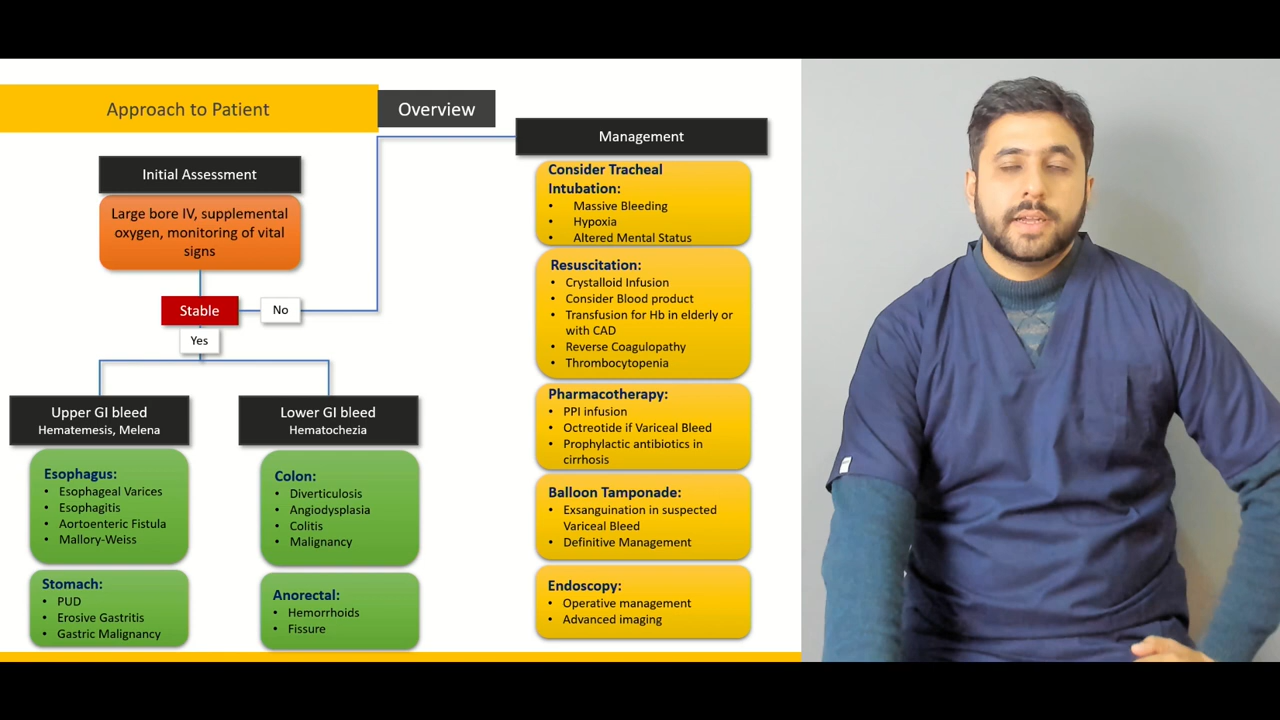 Approach to Patient
Overview
Initial Assessment
Large bore IV, supplemental
oxygen, monitoring of vital
signs
Stable
No
Yes
Upper GI bleed
Hematemesis, Melena
Esophagus:
• Esophageal Varices
• Esophagitis
• Aortoenteric Fistula
• Mallory-Weiss
Stomach:
• PUD
• Erosive Gastritis
• Gastric Malignancy
Lower GI bleed
Hematochezia
Colon:
• Diverticulosis
• Angiodysplasia
• Colitis
• Malignancy
Anorectal:
• Hemorrhoids
• Fissure
Management
Consider Tracheal
Intubation:
• Massive Bleeding
• Hypoxia
• Altered Mental Status
Resuscitation:
• Crystalloid Infusion
• Consider Blood product
• Transfusion for Hb in elderly or
with CAD
• Reverse Coagulopathy
• Thrombocytopenia
Pharmacotherapy:
• PPI infusion
• Octreotide if Variceal Bleed
• Prophylactic antibiotics in
cirrhosis
Balloon Tamponade:
• Exsanguination in suspected
Variceal Bleed
• Definitive Management
Endoscopy:
• Operative management
• Advanced imaging